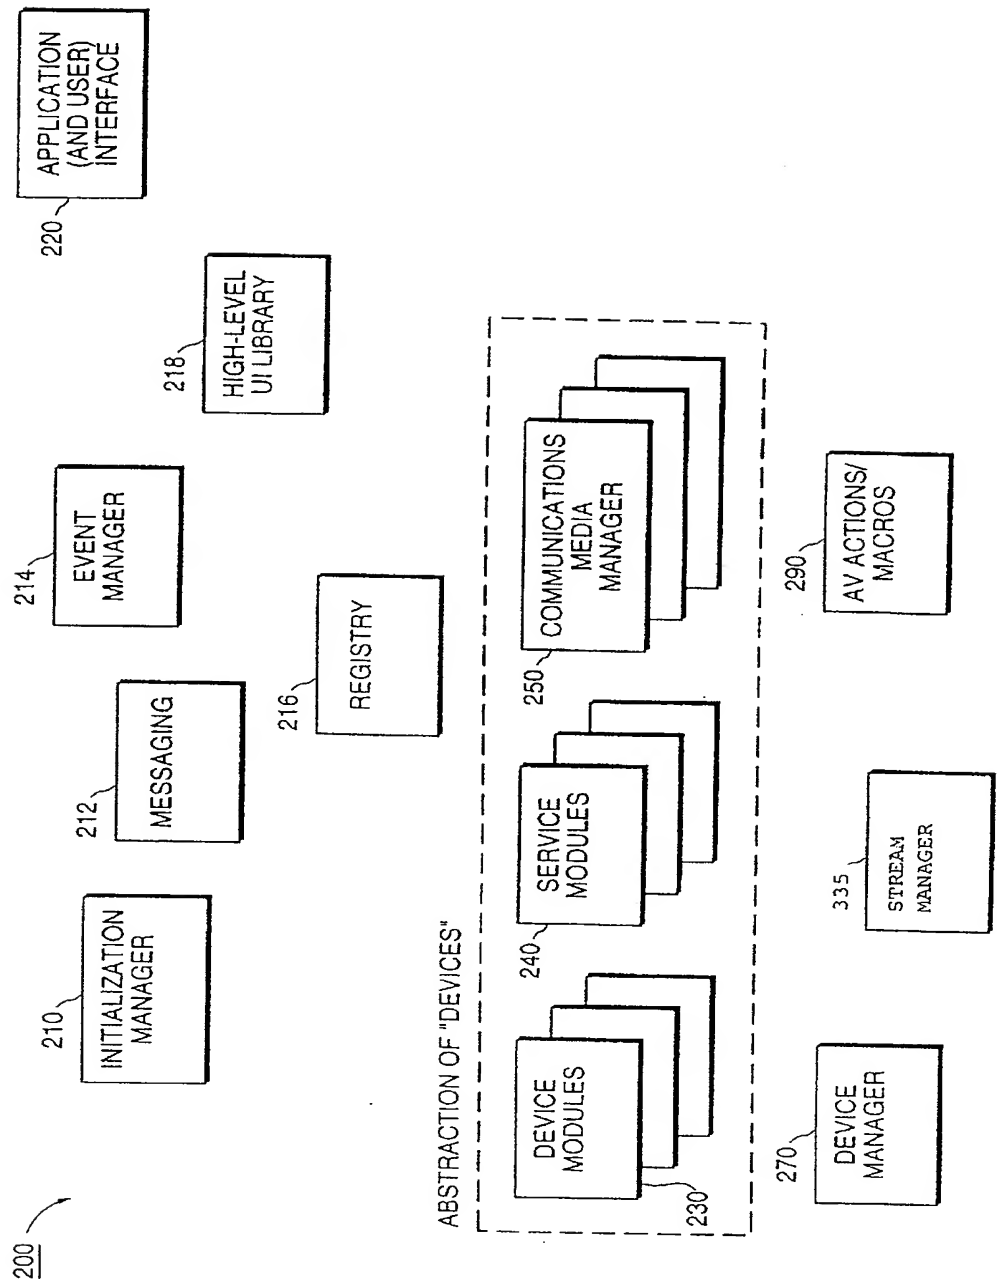 200
210
INITIALIZATION
MANAGER
212
MESSAGING
214
EVENT
MANAGER
216
REGISTRY
218
HIGH-LEVEL
UI LIBRARY
220
APPLICATION
(AND USER)
INTERFACE
ABSTRACTION OF "DEVICES"
DEVICE
MODULES
230
240
SERVICE
MODULES
250
COMMUNICATIONS
MEDIA
MANAGER
270
DEVICE
MANAGER
335
STREAM
MANAGER
290
AV ACTIONS/
MACROS